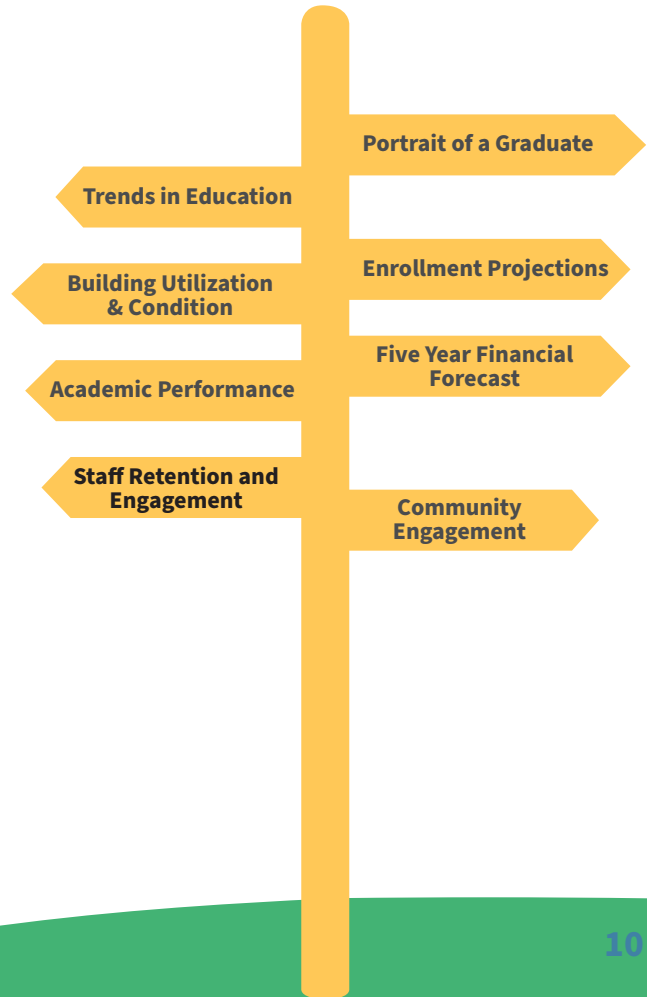 Portrait of a Graduate
Trends in Education
Enrollment Projections
Building Utilization
& Condition
Five Year Financial
Forecast
Academic Performance
Staff Retention and
Engagement
Community
Engagement
10